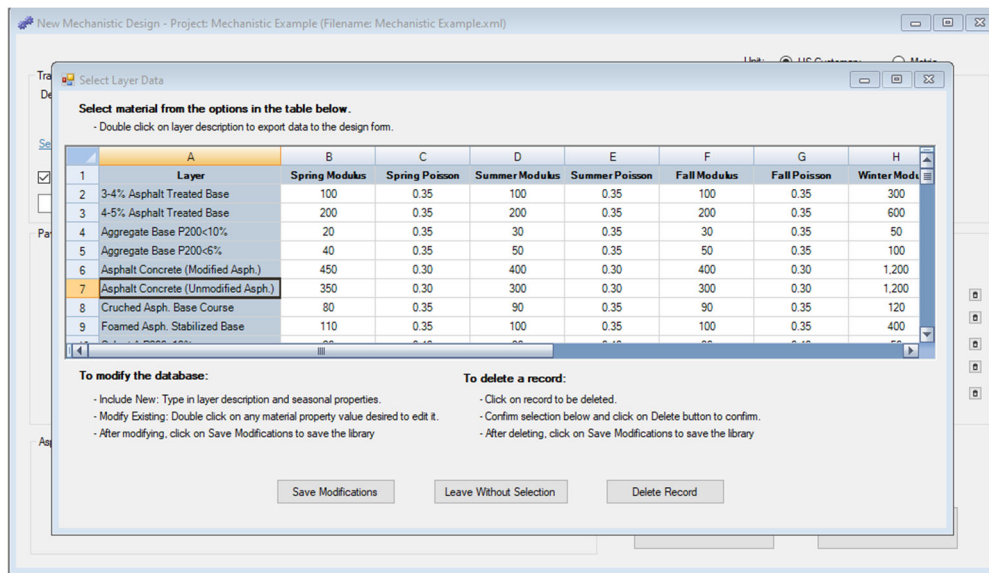 New Mechanistic Design - Project: Mechanistic Example (Filename: Mechanistic Example.xml)
Tra
Select Layer Data
De
Select material from the options in the table below.
- Double click on layer description to export data to the design form.
Se
A B C D E F G H
1 Layer Spring Modulus Spring Poisson Summer Modulus Summer Poisson Fall Modulus Fall Poisson Winter Modu
2 3-4% Asphalt Treated Base 100 0.35 100 0.35 100 0.35 300
3 4-5% Asphalt Treated Base 200 0.35 200 0.35 200 0.35 600
4 Aggregate Base P200<10% 20 0.35 30 0.35 30 0.35 50
Pa
5 Aggregate Base P200<6% 40 0.35 50 0.35 50 0.35 100
6 Asphalt Concrete (Modified Asph.) 450 0.30 400 0.30 400 0.30 1,200
7 Asphalt Concrete (Unmodified Asph.) 350 0.30 300 0.30 300 0.30 1,200
8 Cruched Asph. Base Course 80 0.35 90 0.35 90 0.35 120
9 Foamed Asph. Stabilized Base 110 0.35 100 0.35 100 0.35 400
To modify the database:
- Include New: Type in layer description and seasonal properties.
- Modify Existing: Double click on any material property value desired to edit it.
- After modifying, click on Save Modifications to save the library
To delete a record:
- Click on record to be deleted.
- Confirm selection below and click on Delete button to confirm.
- After deleting, click on Save Modifications to save the library
As
Save Modifications
Leave Without Selection
Delete Record